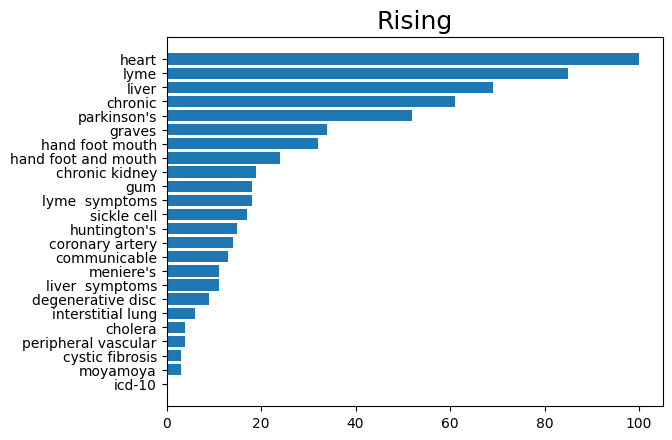 Rising
heart
lyme
liver
chronic
parkinson's
graves
hand foot mouth
hand foot and mouth
chronic kidney
gum
lyme  symptoms
sickle cell
huntington's
coronary artery
communicable
meniere's
liver  symptoms
degenerative disc
interstitial lung
cholera
peripheral vascular
cystic fibrosis
moyamoya
icd-10
0 20 40 60 80 100